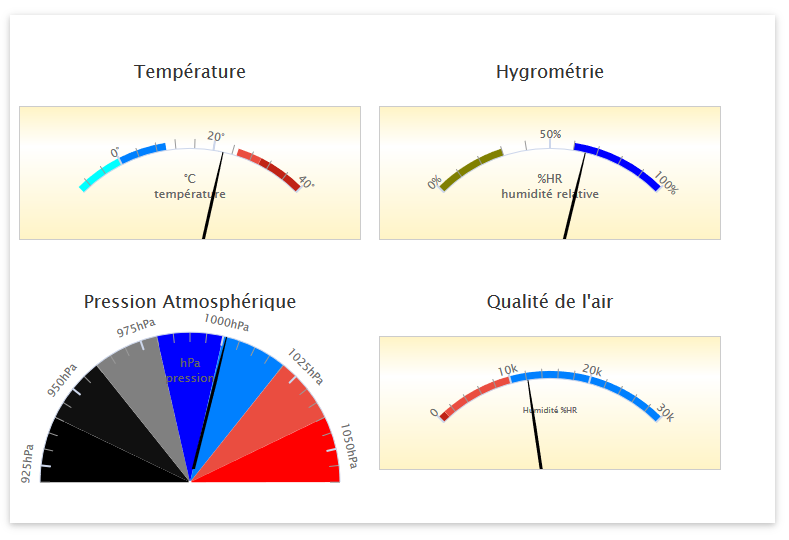 Température
Hygrométrie
0°
20°
40°
°C
température
0%
50%
100%
%HR
humidité relative
Pression Atmosphérique
Qualité de l'air
925hPa
950hPa
975hPa
1000hPa
1025hPa
1050hPa
hPa
pression
0
10k
20k
30k
Humidité %HR